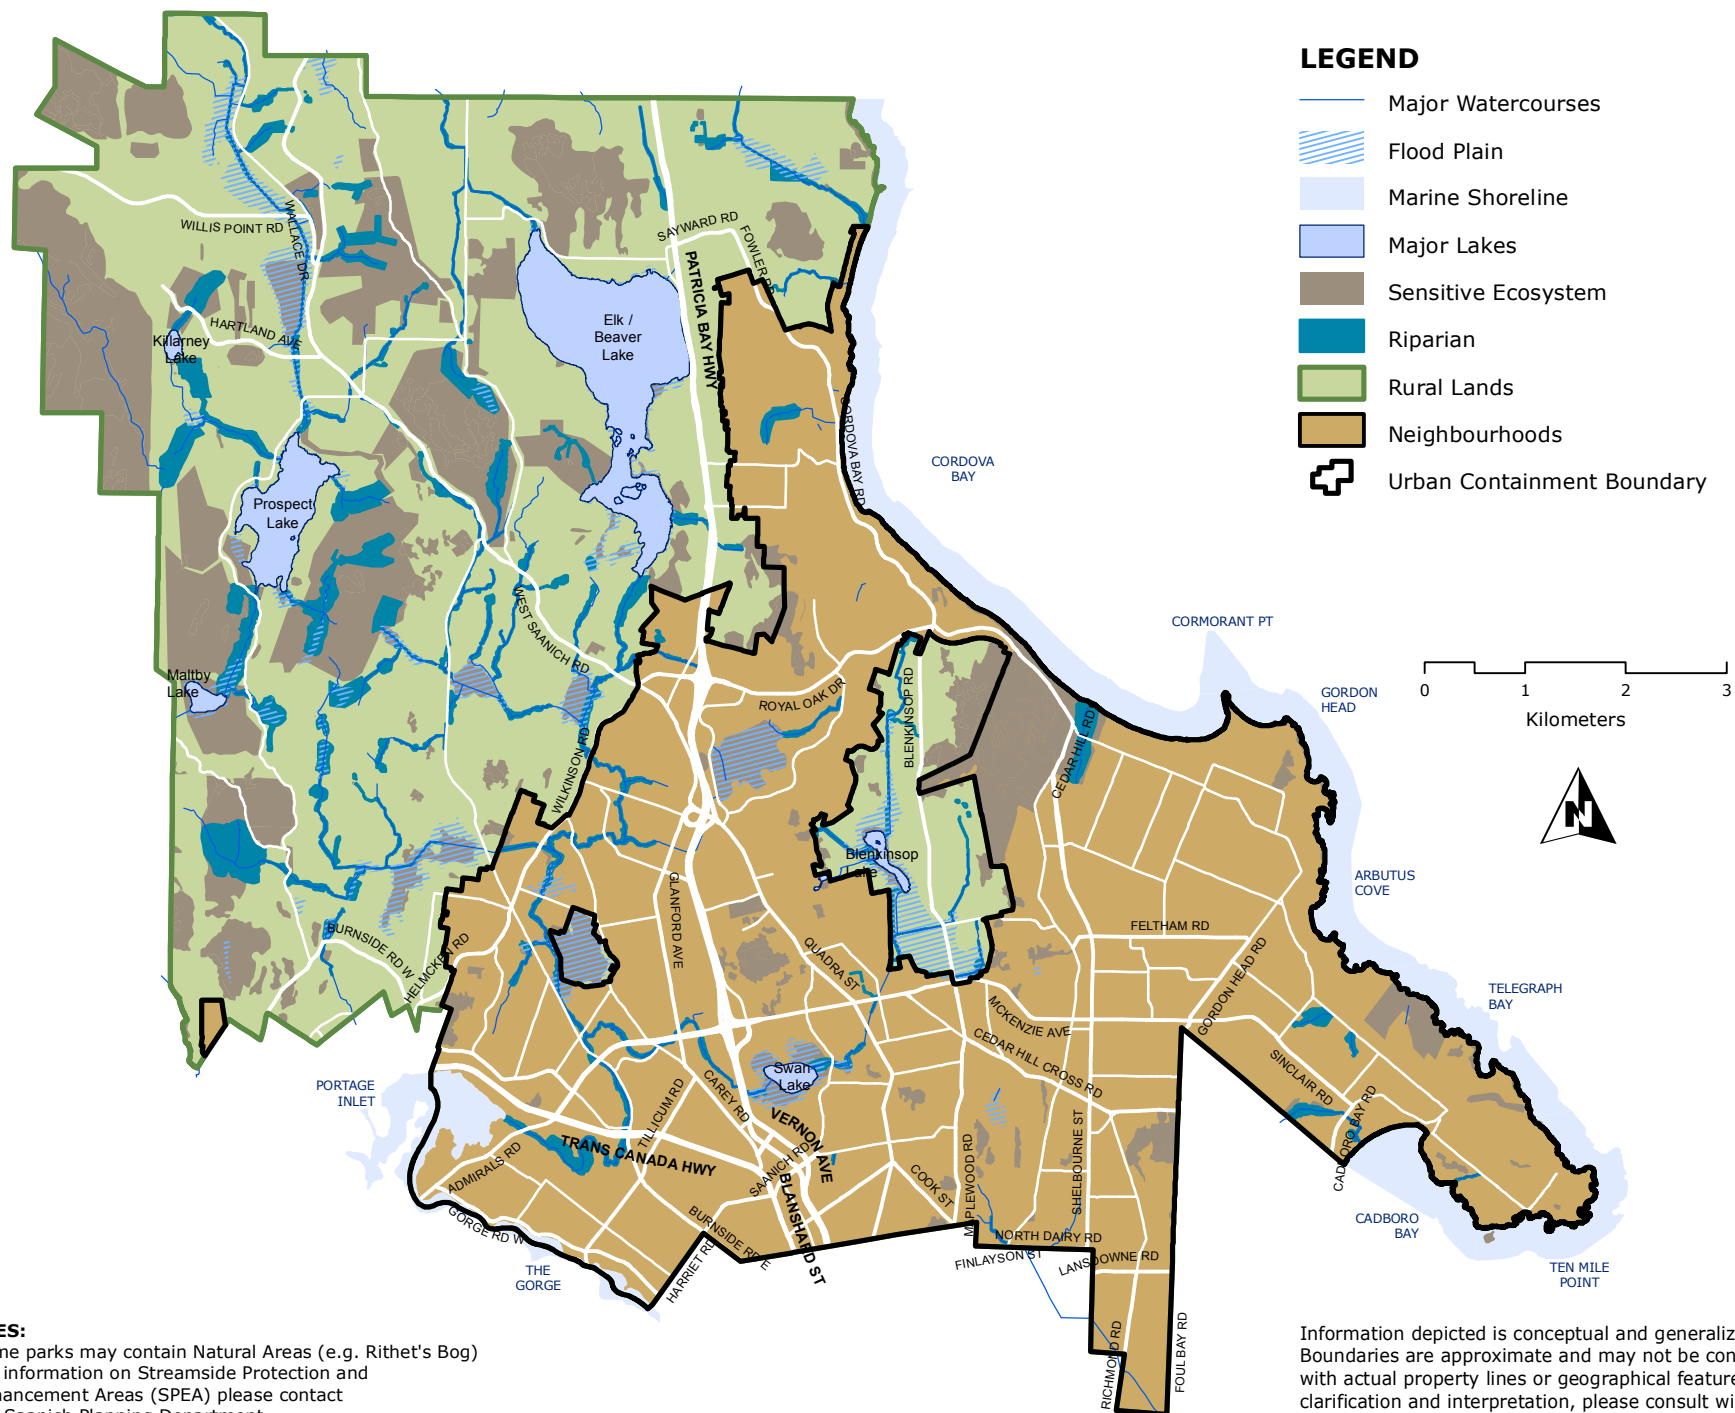 LEGEND
Major Watercourses
Flood Plain
Marine Shoreline
Major Lakes
Sensitive Ecosystem
Riparian
Rural Lands
Neighbourhoods
Urban Containment Boundary
0 1 2 3
Kilometers
N
WILLIS POINT RD
WALLACE DR
SAYWARD RD
FOWLER RD
PATRICIA BAY HWY
HARTLAND AVE
Killarney
Lake
Elk /
Beaver
Lake
CORDOVA BAY RD
CORDOVA
BAY
Prospect
Lake
WEST SAANICH RD
CORMORANT PT
GORDON
HEAD
Maltby
Lake
ROYAL OAK DR
BLENKINSOP RD
CEDAR HILL RD
WILKINSON RD
Blenkinsop
Lake
ARBUTUS
COVE
GLANFORD AVE
QUADRA ST
FELTHAM RD
BURNSIDE RD W
HELMCKEN RD
GORDON HEAD RD
TELEGRAPH
BAY
MCKENZIE AVE
CEDAR HILL CROSS RD
SINCLAIR RD
Swan
Lake
PORTAGE
INLET
CAREY RD
TILLICUM RD
VERNON AVE
CADBORO BAY RD
TRANS CANADA HWY
ADMIRALS RD
SAANICH RD
BLANSHARD ST
COOK ST
MAPLEWOOD RD
SHELBOURNE ST
GORGE RD W
BURNSIDE RD E
HARRIET RD
NORTH DAIRY RD
FINLAYSON ST
LANSDOWNE RD
CADBORO
BAY
THE
GORGE
TEN MILE
POINT
RICHMOND RD
FOUL BAY RD
ES:
me parks may contain Natural Areas (e.g. Rithet's Bog)
information on Streamside Protection and
hancement Areas (SPEA) please contact
Saanich Planning Department
Information depicted is conceptual and generaliz
Boundaries are approximate and may not be con
with actual property lines or geographical feature
clarification and interpretation, please consult wi